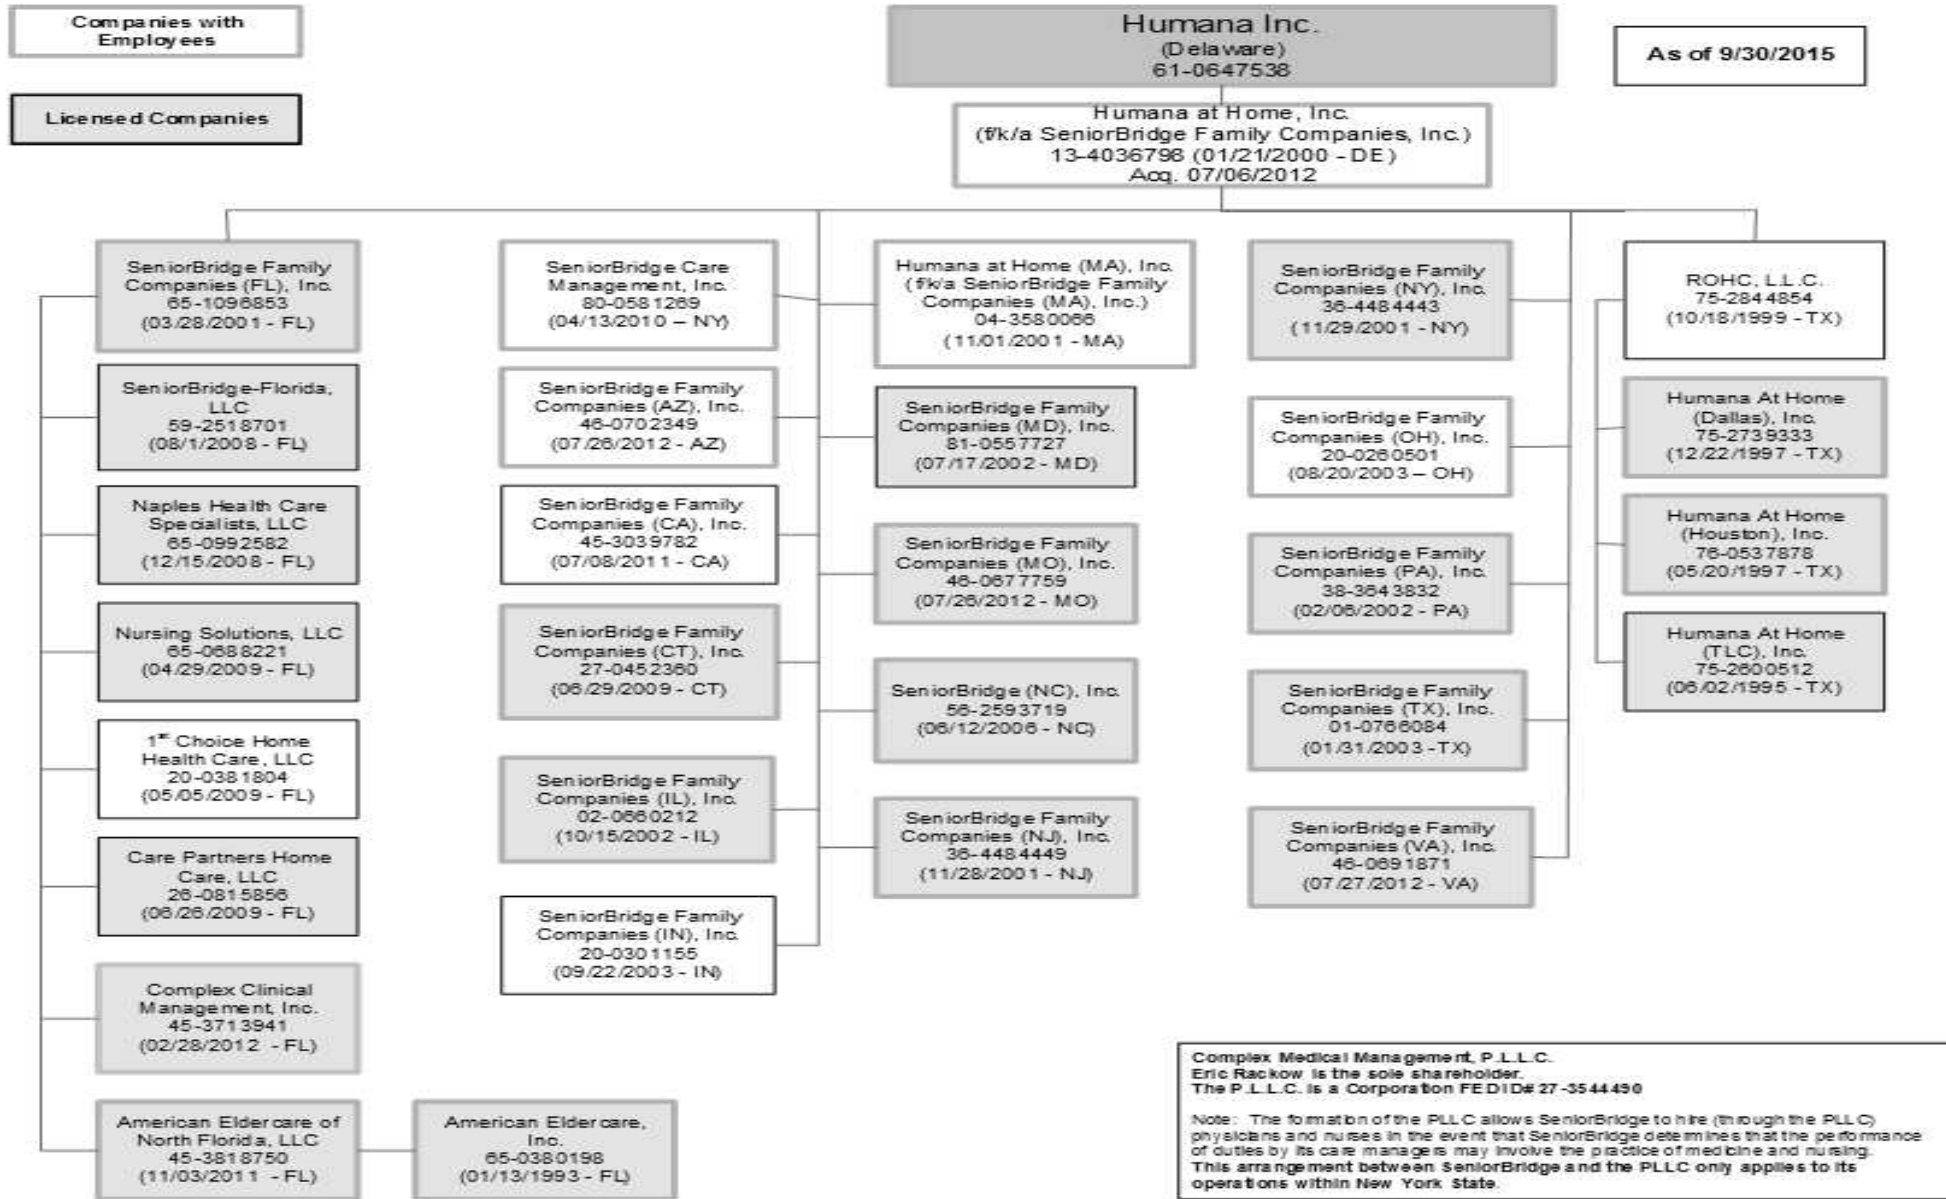 Companies with
Employees
Licensed Companies
Humana Inc.
(Delaware)
61-0647538
As of 9/30/2015
Humana at Home, Inc.
(f/k/a SeniorBridge Family Companies, Inc.)
13-4036798 (01/21/2000 - DE)
Acq. 07/06/2012
SeniorBridge Family
Companies (FL), Inc.
65-1096853
(03/28/2001 - FL)
SeniorBridge-Florida,
LLC
59-2518701
(08/1/2008 - FL)
Naples Health Care
Specialists, LLC
65-0992582
(12/15/2008 - FL)
Nursing Solutions, LLC
65-0688221
(04/29/2009 - FL)
1st Choice Home
Health Care, LLC
20-0381804
(05/05/2009 - FL)
Care Partners Home
Care, LLC
26-0815856
(06/26/2009 - FL)
Complex Clinical
Management, Inc.
45-3713941
(02/28/2012 - FL)
American Eldercare of
North Florida, LLC
45-3818750
(11/03/2011 - FL)
American Eldercare,
Inc.
65-0380198
(01/13/1993 - FL)
SeniorBridge Care
Management, Inc.
80-0581269
(04/13/2010 – NY)
SeniorBridge Family
Companies (AZ), Inc.
46-0702349
(07/26/2012 - AZ)
SeniorBridge Family
Companies (CA), Inc.
45-3039782
(07/08/2011 - CA)
SeniorBridge Family
Companies (CT), Inc.
27-0452360
(06/29/2009 - CT)
SeniorBridge Family
Companies (IL), Inc.
02-0660212
(10/15/2002 - IL)
SeniorBridge Family
Companies (IN), Inc.
20-0301155
(09/22/2003 - IN)
Humana at Home (MA), Inc.
(f/k/a SeniorBridge Family
Companies (MA), Inc.)
04-3580066
(11/01/2001 - MA)
SeniorBridge Family
Companies (MD), Inc.
81-0557727
(07/17/2002 - MD)
SeniorBridge Family
Companies (MO), Inc.
46-0677759
(07/26/2012 - MO)
SeniorBridge (NC), Inc.
56-2593719
(06/12/2006 - NC)
SeniorBridge Family
Companies (NJ), Inc.
36-4484449
(11/28/2001 - NJ)
SeniorBridge Family
Companies (NY), Inc.
36-4484443
(11/29/2001 - NY)
SeniorBridge Family
Companies (OH), Inc.
20-0260501
(08/20/2003 – OH)
SeniorBridge Family
Companies (PA), Inc.
38-3643832
(02/06/2002 - PA)
SeniorBridge Family
Companies (TX), Inc.
01-0766084
(01/31/2003 -TX)
SeniorBridge Family
Companies (VA), Inc.
46-0691871
(07/27/2012 - VA)
ROHC, L.L.C.
75-2844854
(10/18/1999 - TX)
Humana At Home
(Dallas), Inc.
75-2739333
(12/22/1997 - TX)
Humana At Home
(Houston), Inc.
76-0537878
(05/20/1997 - TX)
Humana At Home
(TLC), Inc.
75-2600512
(06/02/1995 - TX)
Complex Medical Management, P.L.L.C.
Eric Rackow is the sole shareholder.
The P.L.L.C. is a Corporation FEDID# 27-3544490
Note: The formation of the PLLC allows SeniorBridge to hire (through the PLLC)
physicians and nurses in the event that SeniorBridge determines that the performance
of duties by its care managers may involve the practice of medicine and nursing.
This arrangement between SeniorBridge and the PLLC only applies to its
operations within New York State.